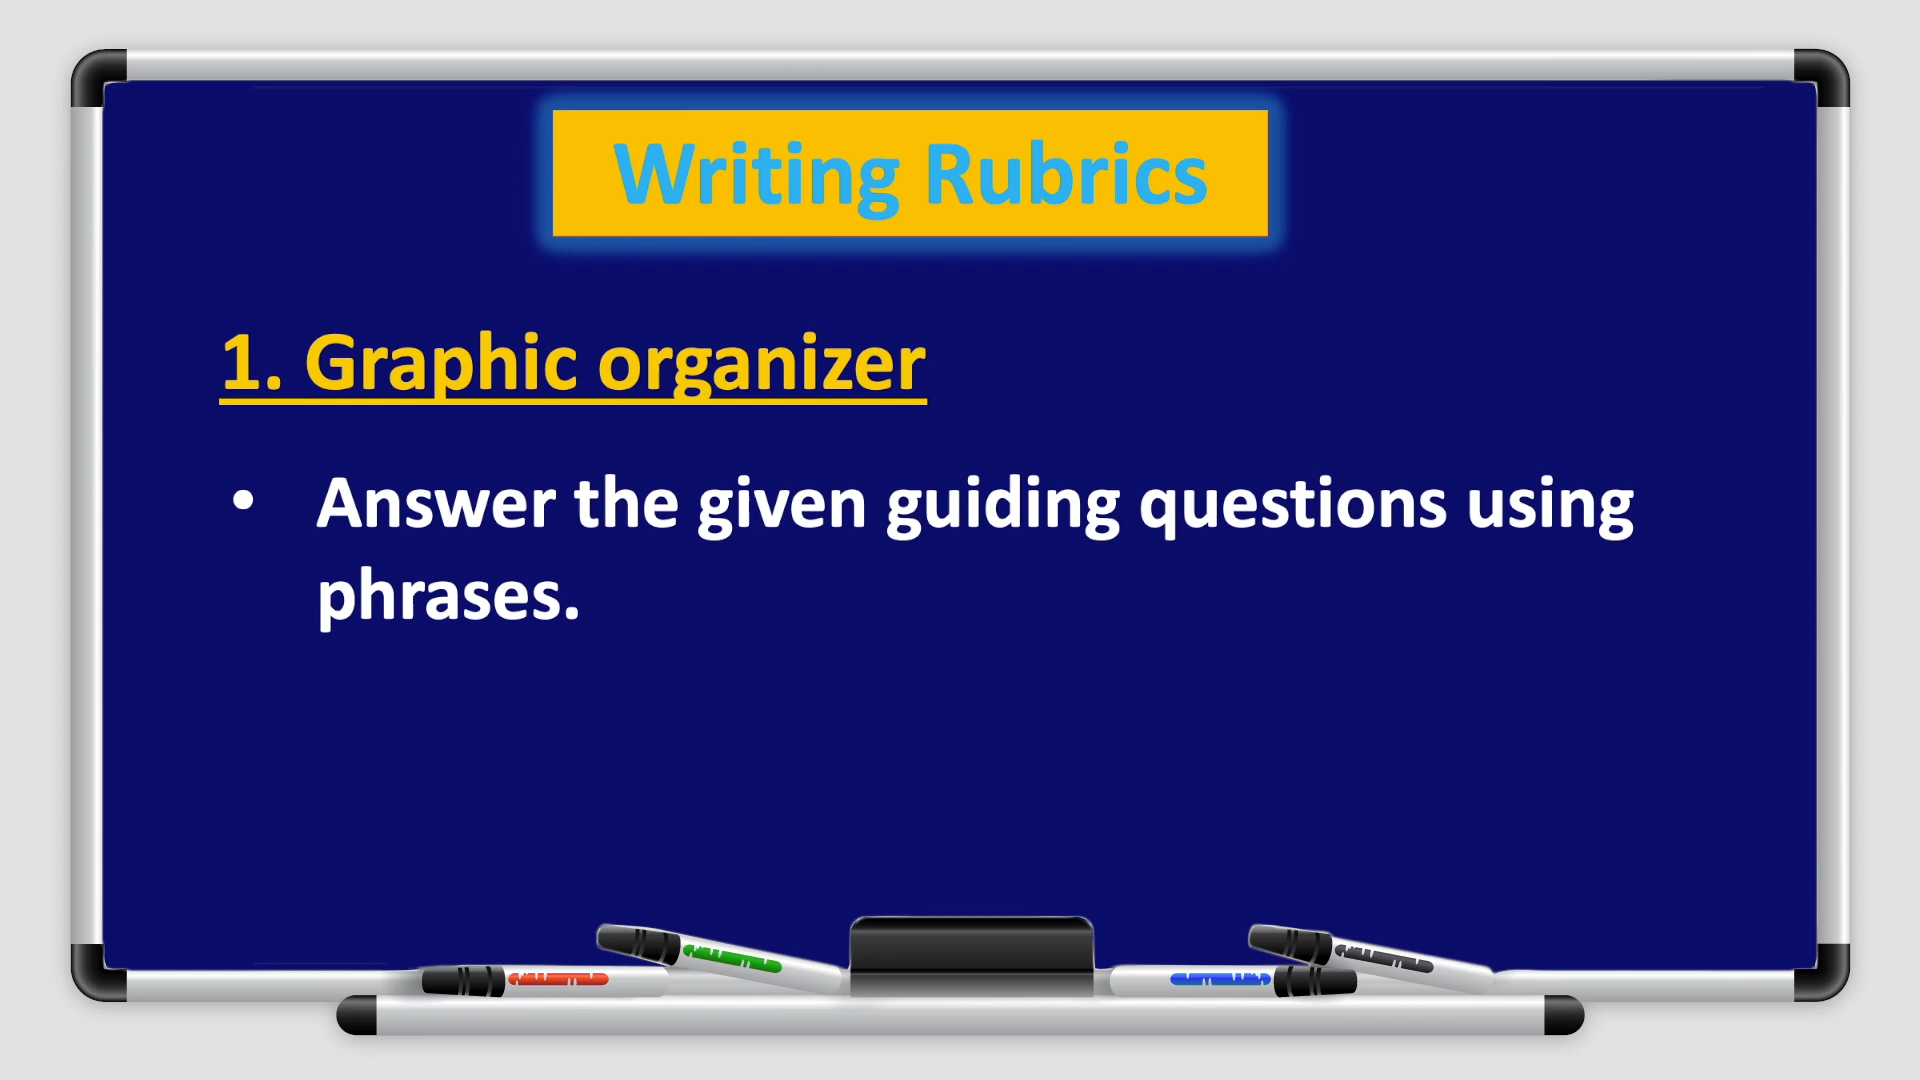 Writing Rubrics
1. Graphic organizer
• Answer the given guiding questions using
phrases.